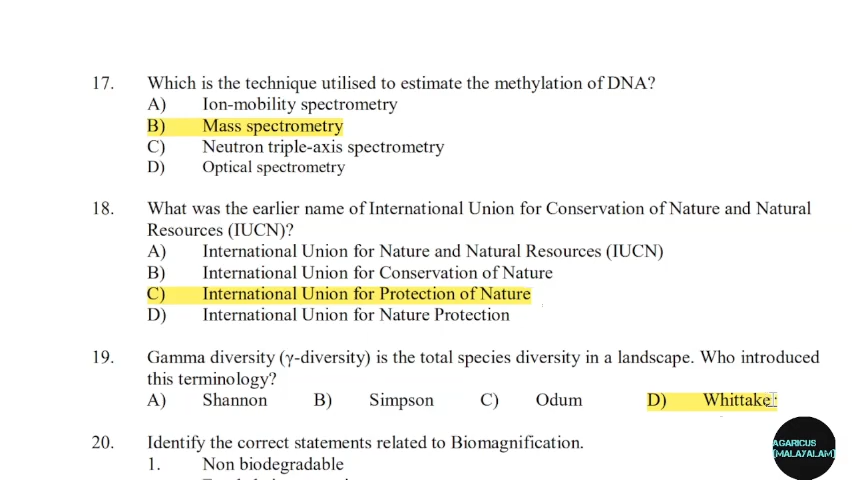 17. Which is the technique utilised to estimate the methylation of DNA?
A) Ion-mobility spectrometry
B) Mass spectrometry
C) Neutron triple-axis spectrometry
D) Optical spectrometry
18. What was the earlier name of International Union for Conservation of Nature and Natural
Resources (IUCN)?
A) International Union for Nature and Natural Resources (IUCN)
B) International Union for Conservation of Nature
C) International Union for Protection of Nature
D) International Union for Nature Protection
19. Gamma diversity (γ-diversity) is the total species diversity in a landscape. Who introduced
this terminology?
A) Shannon B) Simpson C) Odum D) Whittake
20. Identify the correct statements related to Biomagnification.
1. Non biodegradable
AGARICUS
[MALAYALAM]